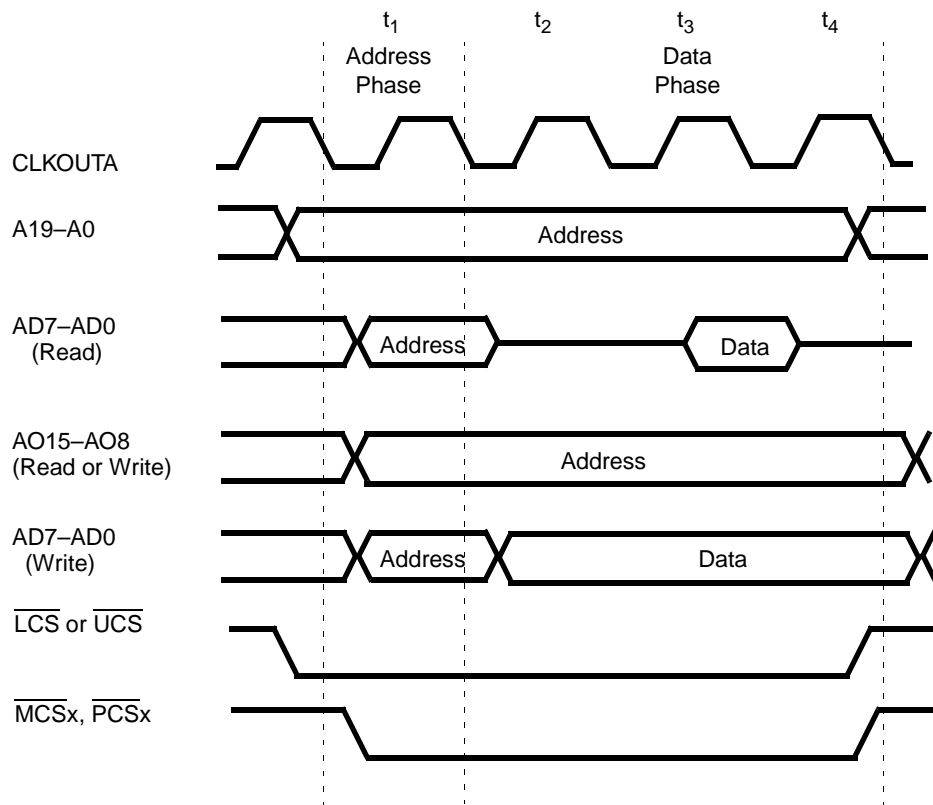 t1 t2 t3 t4
Address Data
Phase Phase
CLKOUTA
A19–A0
Address
AD7–AD0
(Read)
Address
Data
AO15–AO8
(Read or Write)
Address
AD7–AD0
(Write)
Address
Data
LCS or UCS
MCSx, PCSx